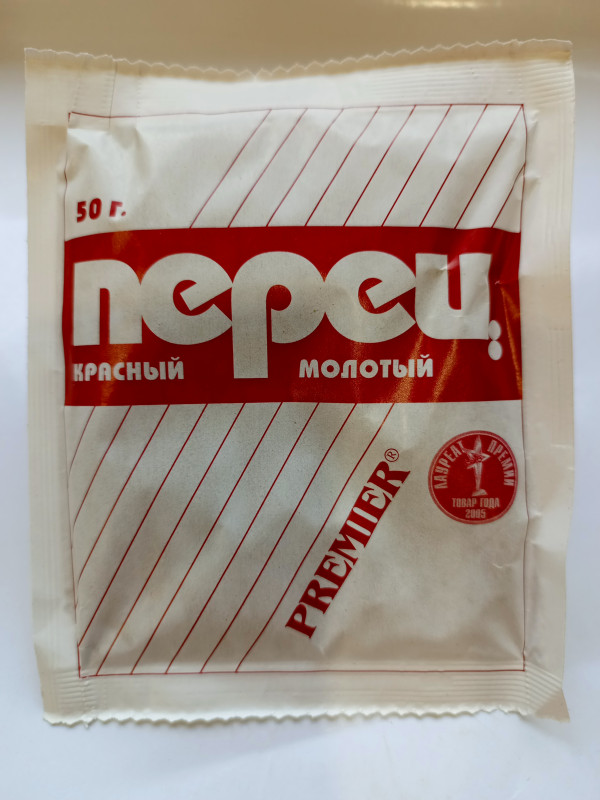 50 г.
перец
КРАСНЫЙ МОЛОТЫЙ
PREMIER®
ЛАУРЕАТ ПРЕМИИ
ТОВАР ГОДА
2005